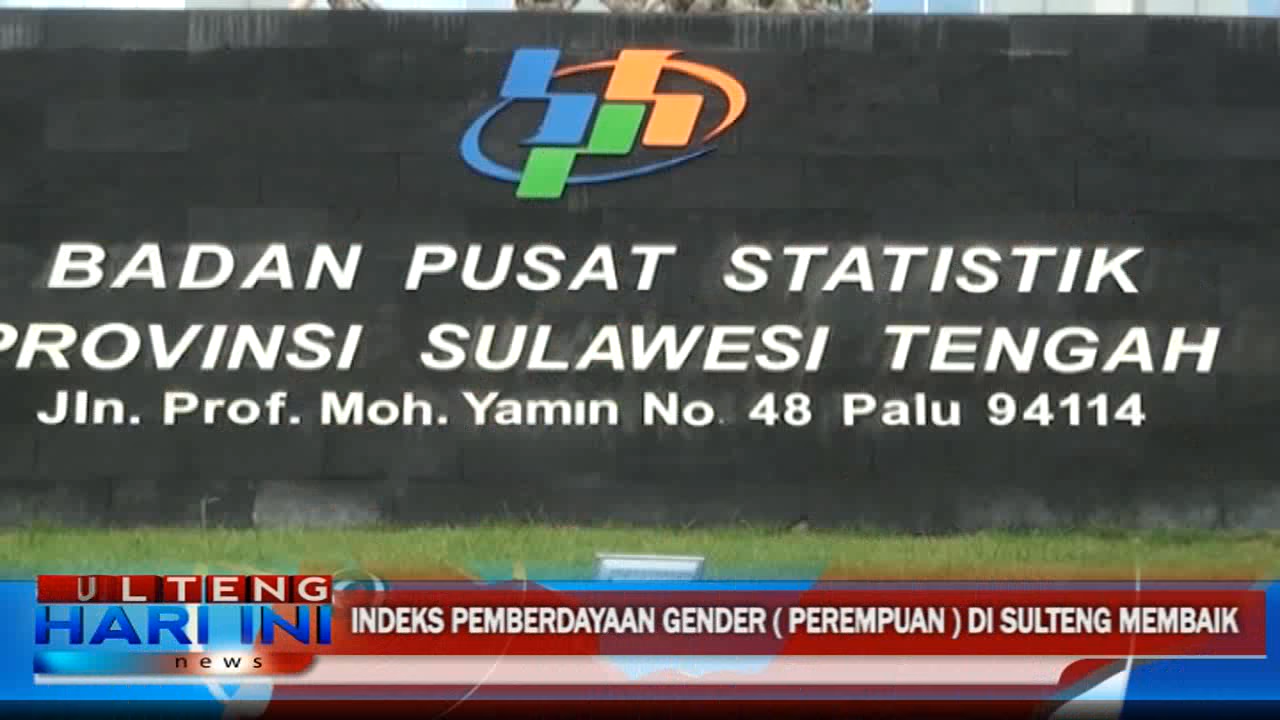 BADAN PUSAT STATISTIK
PROVINSI SULAWESI TENGAH
Jln. Prof. Moh. Yamin No. 48 Palu 94114
SULTENG
HARI INI
news
INDEKS PEMBERDAYAAN GENDER ( PEREMPUAN ) DI SULTENG MEMBAIK